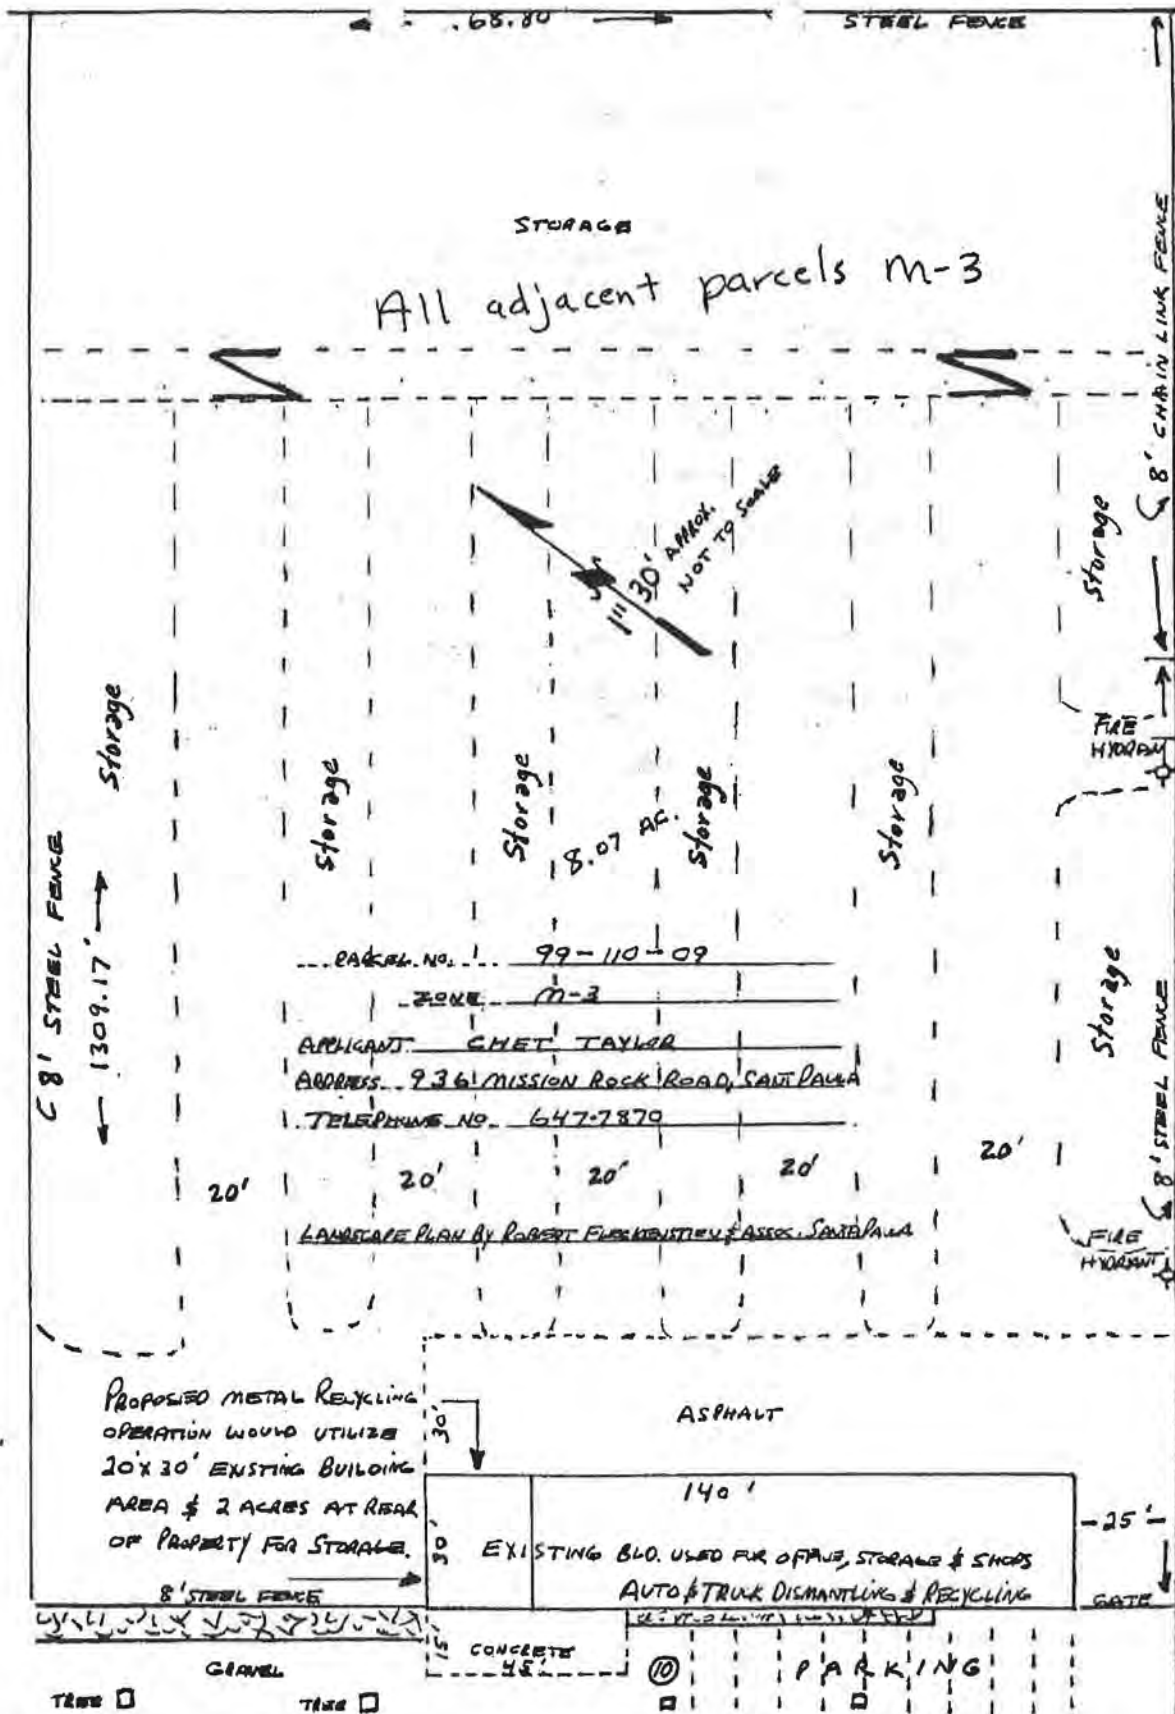 .68.80
STEEL FENCE
STORAGE
All adjacent parcels M-3
8' CHAIN LINK FENCE
1" 30' APPROX.
NOT TO SCALE
Storage
Storage
Storage
Storage
Storage
Storage
8.07 AC.
FIRE
HYDRAN
8' STEEL FENCE
1309.17'
PARCEL NO. 99-110-09
ZONE M-3
APPLICANT CHET TAYLOR
ADDRESS 936 MISSION ROCK ROAD, SANTA PAULA
TELEPHONE NO. 647-7870
Storage
8' STEEL FENCE
20'
20'
20'
20'
20'
LANDSCAPE PLAN BY ROBERT & ASSOC. SANTA PAULA
FIRE
HYDRANT
PROPOSED METAL RECYCLING
OPERATION WOULD UTILIZE
20'X 30' EXISTING BUILDING
AREA & 2 ACRES AT REAR
OF PROPERTY FOR STORAGE.
8' STEEL FENCE
30'
ASPHALT
140'
30'
EXISTING BLD. USED FOR OFFICE, STORAGE & SHOPS
AUTO & TRUCK DISMANTLING & RECYCLING
25'
GATE
15'
CONCRETE
45'
GRAVEL
10
PARKING
TREE
TREE